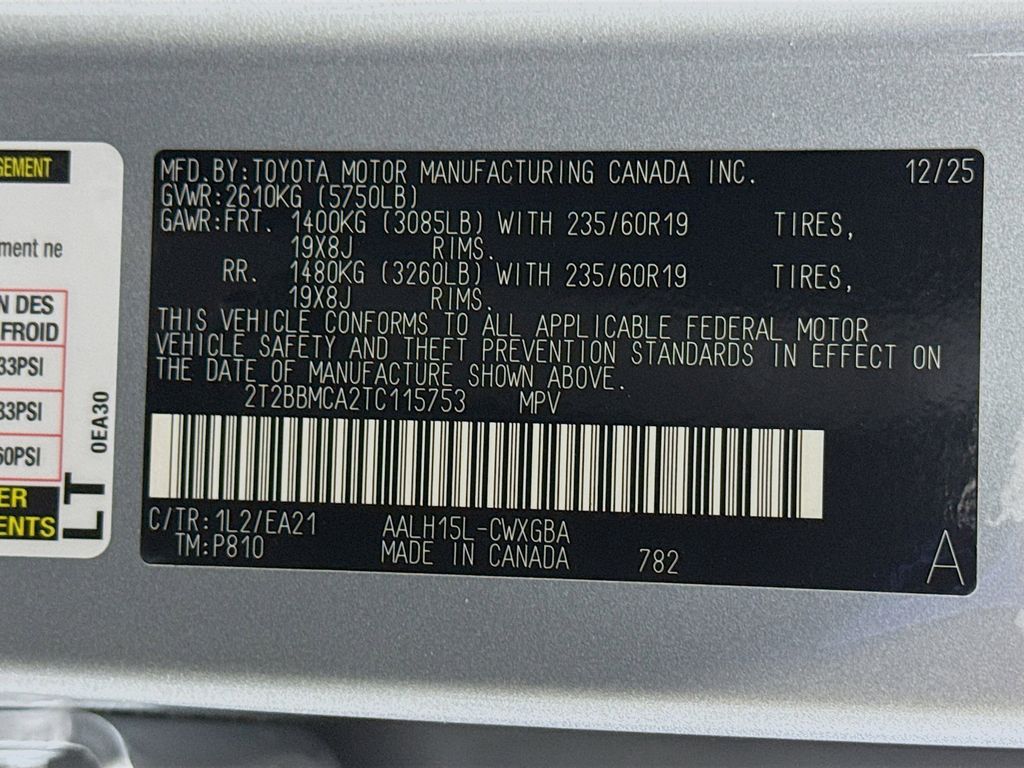 GEMENT
ment ne
N DES
FROID
33PSI
33PSI
60PSI
ER
ENTS
LT
0EA30
MFD.BY:TOYOTA MOTOR MANUFACTURING CANADA INC. 12/25
GVWR:2610KG (5750LB)
GAWR:FRT. 1400KG (3085LB) WITH 235/60R19 TIRES,
19X8J RIMS.
RR. 1480KG (3260LB) WITH 235/60R19 TIRES,
19X8J RIMS.
THIS VEHICLE CONFORMS TO ALL APPLICABLE FEDERAL MOTOR
VEHICLE SAFETY AND THEFT PREVENTION STANDARDS IN EFFECT ON
THE DATE OF MANUFACTURE SHOWN ABOVE.
2T2BBMCA2TC115753 MPV
C/TR:1L2/EA21 AALH15L-CWXGBA
TM:P810 MADE IN CANADA 782 A